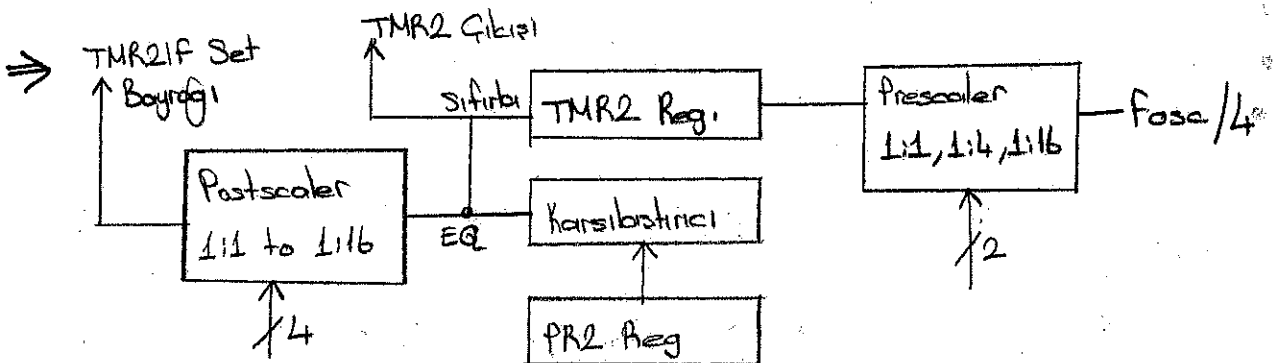 ⇒ TMR2IF Set
Bayrağı
TMR2 Çıkışı
Sıfırla
TMR2 Reg.
Prescaler
1:1, 1:4, 1:16
Fosc/4
Postscaler
1:1 to 1:16
EQ
Karşılaştırıcı
2
4
PR2 Reg